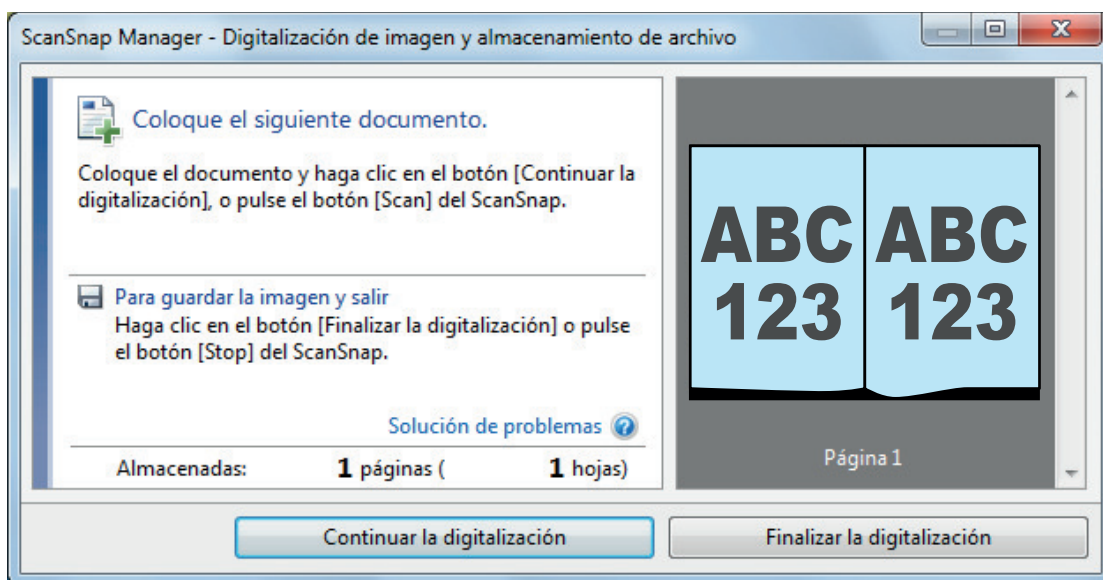 ScanSnap Manager - Digitalización de imagen y almacenamiento de archivo
Coloque el siguiente documento.
Coloque el documento y haga clic en el botón [Continuar la
digitalización], o pulse el botón [Scan] del ScanSnap.
Para guardar la imagen y salir
Haga clic en el botón [Finalizar la digitalización] o pulse
el botón [Stop] del ScanSnap.
Solución de problemas
Almacenadas: 1 páginas ( 1 hojas)
ABC ABC
123 123
Página 1
Continuar la digitalización Finalizar la digitalización